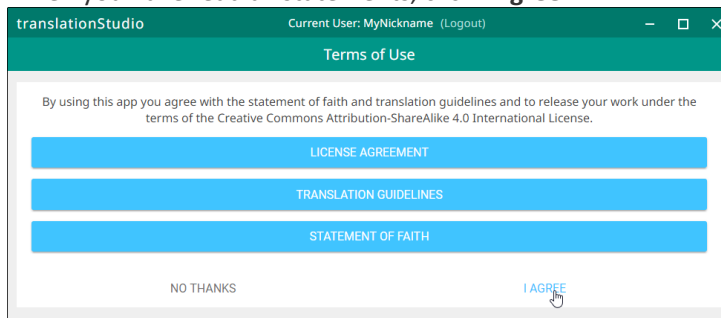 translationStudio Current User: MyNickname (Logout)
Terms of Use
By using this app you agree with the statement of faith and translation guidelines and to release your work under the
terms of the Creative Commons Attribution-ShareAlike 4.0 International License.
LICENSE AGREEMENT
TRANSLATION GUIDELINES
STATEMENT OF FAITH
NO THANKS I AGREE